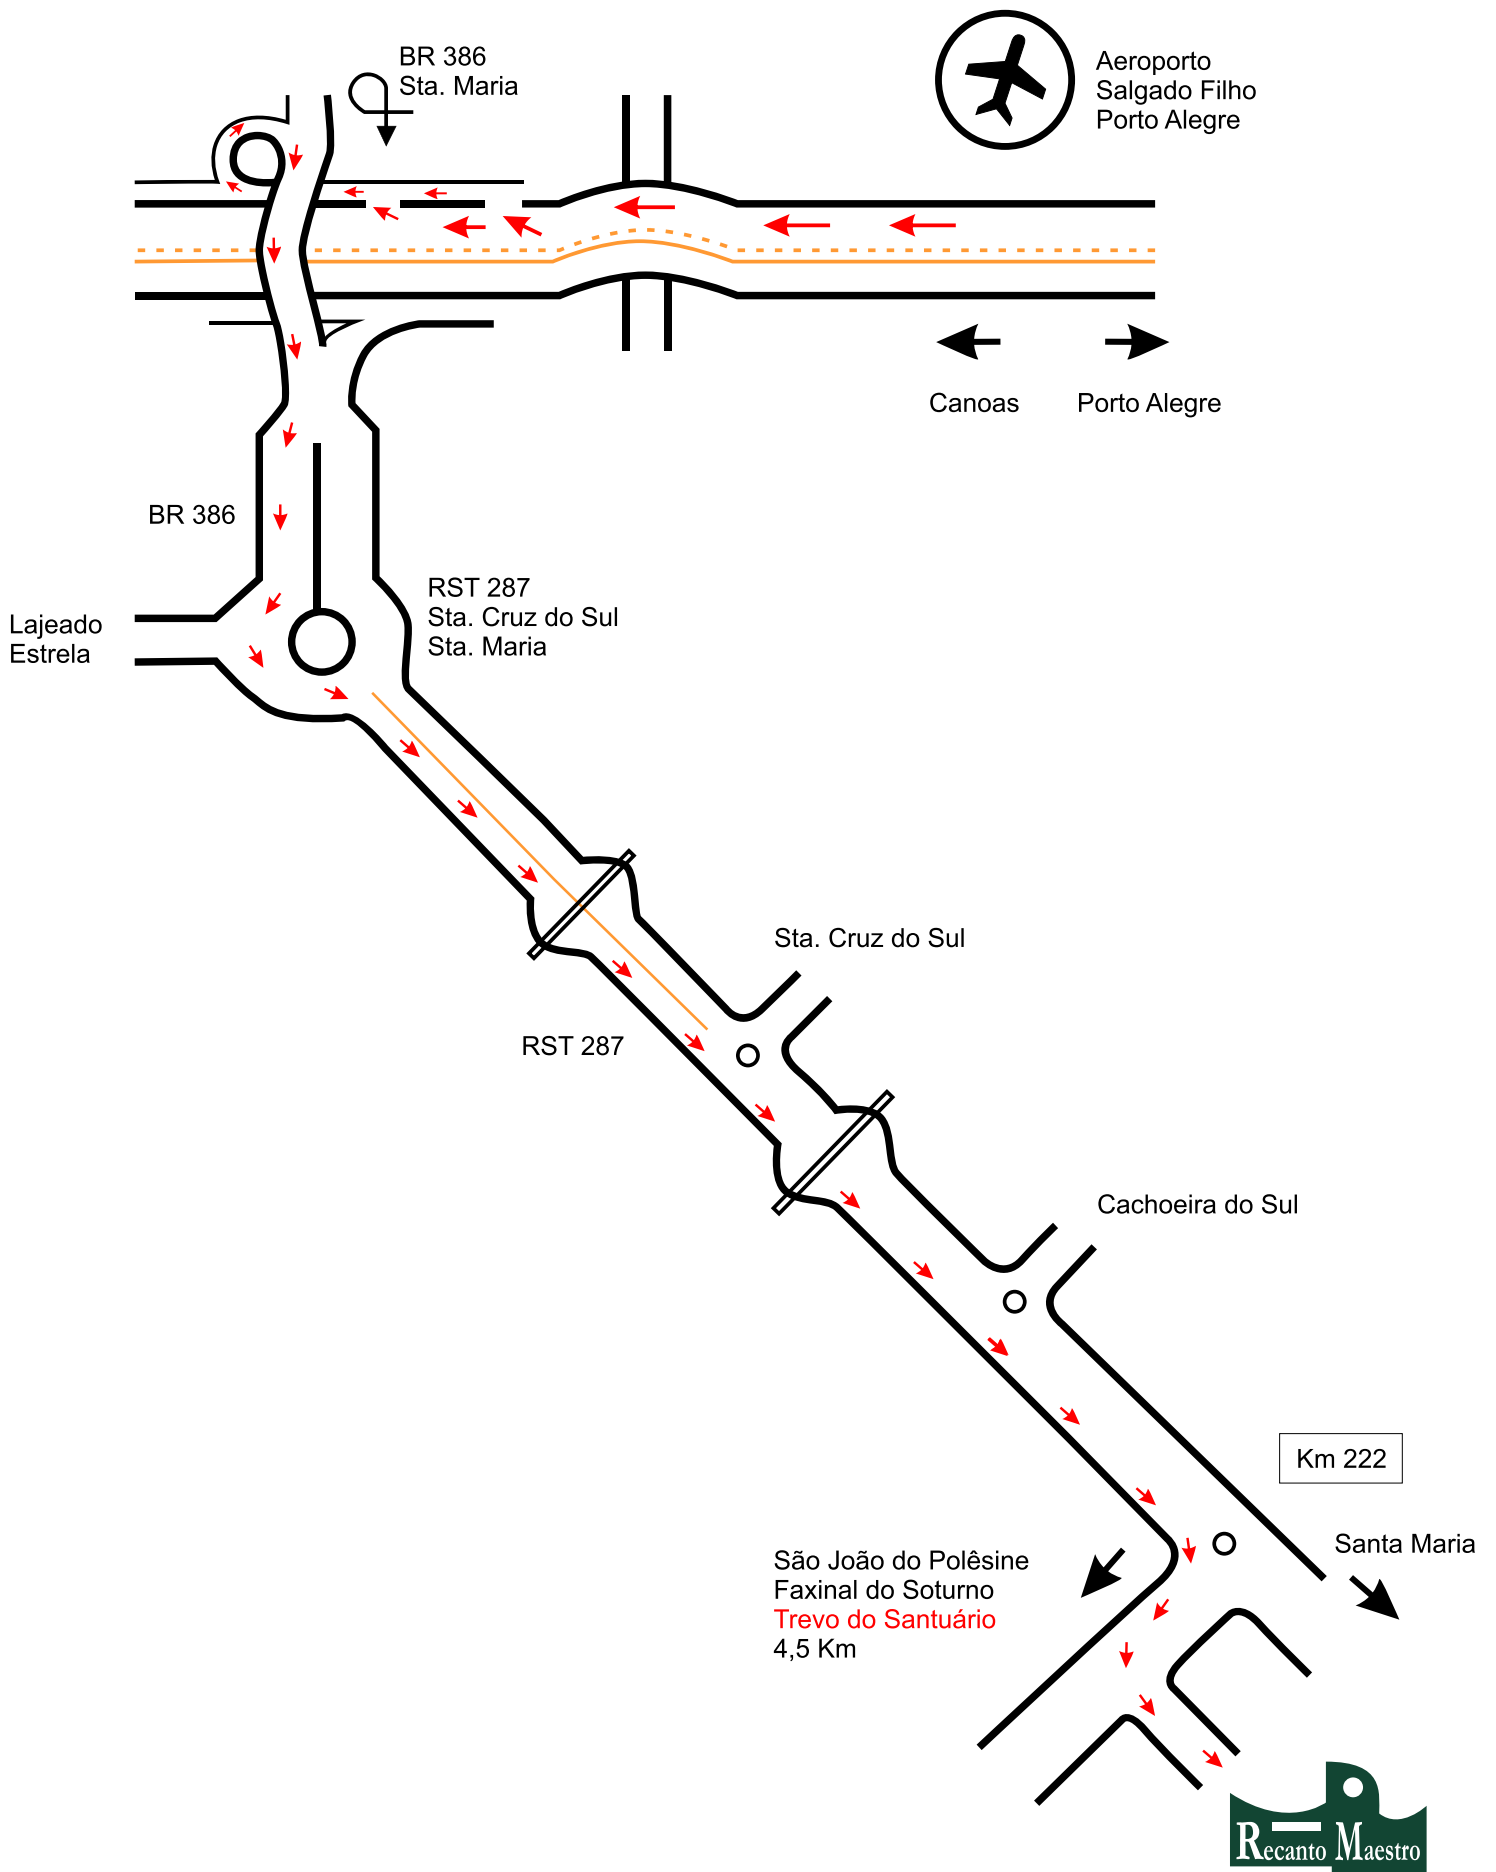 BR 386
Sta. Maria
Aeroporto
Salgado Filho
Porto Alegre
Canoas
Porto Alegre
BR 386
RST 287
Sta. Cruz do Sul
Sta. Maria
Lajeado
Estrela
Sta. Cruz do Sul
RST 287
Cachoeira do Sul
Km 222
Santa Maria
São João do Polêsine
Faxinal do Soturno
Trevo do Santuário
4,5 Km
Recanto Maestro